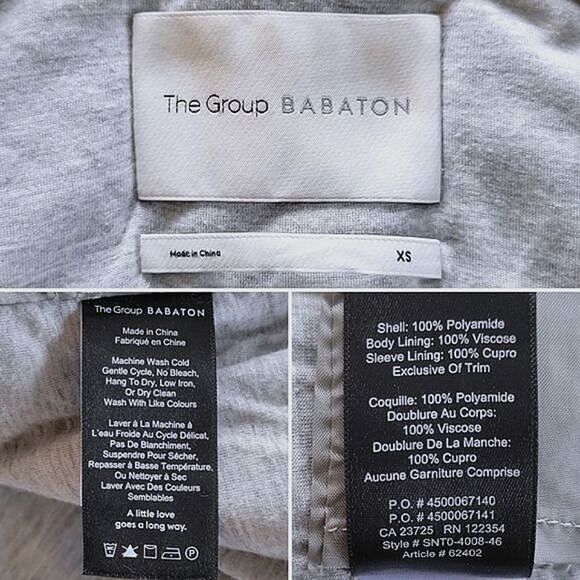 The Group BABATON
Made in China
XS
The Group BABATON
Made in China
Fabriqué en Chine
Machine Wash Cold
Gentle Cycle, No Bleach,
Hang To Dry, Low Iron,
Or Dry Clean
Wash With Like Colours
Laver à La Machine à
L'eau Froide Au Cycle Délicat,
Pas De Blanchiment,
Suspendre Pour Sécher,
Repasser à Basse Température,
Ou Nettoyer à Sec
Laver Avec Des Couleurs
Semblables
A little love
goes a long way.
Shell: 100% Polyamide
Body Lining: 100% Viscose
Sleeve Lining: 100% Cupro
Exclusive Of Trim
Coquille: 100% Polyamide
Doublure Au Corps:
100% Viscose
Doublure De La Manche:
100% Cupro
Aucune Garniture Comprise
P.O. # 4500067140
P.O. # 4500067141
CA 23725 RN 122354
Style # SNT0-4008-46
Article # 62402